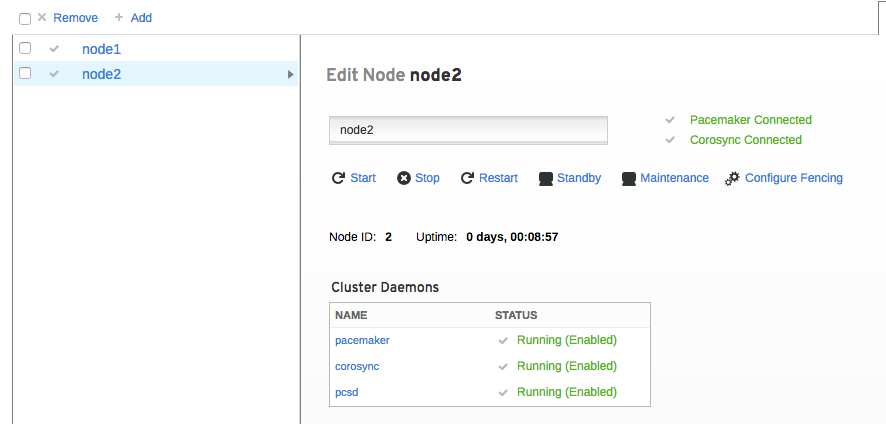 Remove Add
node1
node2
Edit Node node2
node2
Pacemaker Connected
Corosync Connected
Start Stop Restart Standby Maintenance Configure Fencing
Node ID: 2 Uptime: 0 days, 00:08:57
Cluster Daemons
NAME STATUS
pacemaker Running (Enabled)
corosync Running (Enabled)
pcsd Running (Enabled)